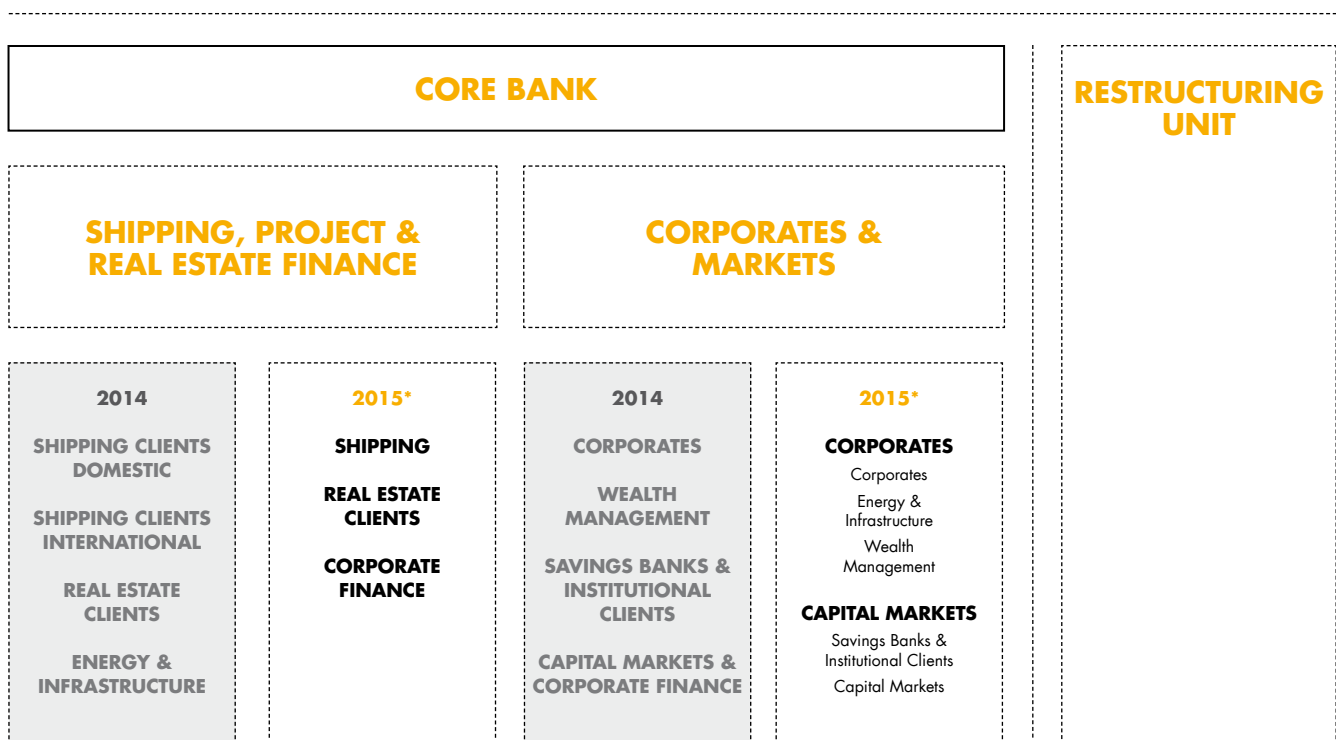 CORE BANK
RESTRUCTURING
UNIT
SHIPPING, PROJECT &
REAL ESTATE FINANCE
CORPORATES &
MARKETS
2014
SHIPPING CLIENTS
DOMESTIC
SHIPPING CLIENTS
INTERNATIONAL
REAL ESTATE
CLIENTS
ENERGY &
INFRASTRUCTURE
2015*
SHIPPING
REAL ESTATE
CLIENTS
CORPORATE
FINANCE
2014
CORPORATES
WEALTH
MANAGEMENT
SAVINGS BANKS &
INSTITUTIONAL
CLIENTS
CAPITAL MARKETS &
CORPORATE FINANCE
2015*
CORPORATES
Corporates
Energy &
Infrastructure
Wealth
Management
CAPITAL MARKETS
Savings Banks &
Institutional Clients
Capital Markets